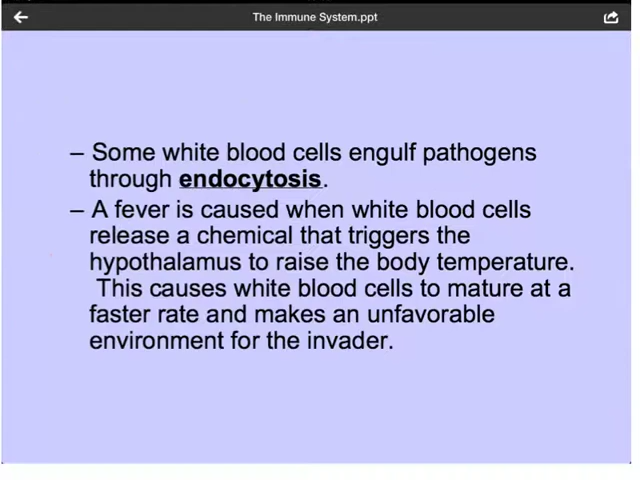 The Immune System.ppt
– Some white blood cells engulf pathogens
through endocytosis.
– A fever is caused when white blood cells
release a chemical that triggers the
hypothalamus to raise the body temperature.
This causes white blood cells to mature at a
faster rate and makes an unfavorable
environment for the invader.